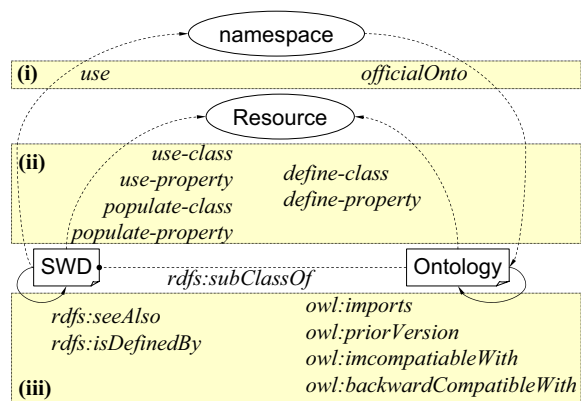 namespace
(i) use officialOnto
Resource
(ii) use-class
use-property
populate-class
populate-property
define-class
define-property
SWD
rdfs:subClassOf
Ontology
rdfs:seeAlso
rdfs:isDefinedBy
owl:imports
owl:priorVersion
owl:imcompatiableWith
owl:backwardCompatibleWith
(iii)